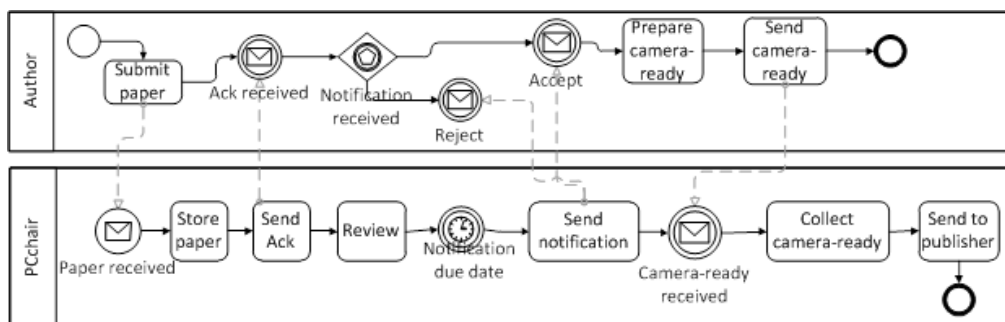 Author
Submit
paper
Ack received
Notification
received
Reject
Accept
Prepare
camera-
ready
Send
camera-
ready
PCchair
Paper received
Store
paper
Send
Ack
Review
Notification
due date
Send
notification
Camera-ready
received
Collect
camera-ready
Send to
publisher